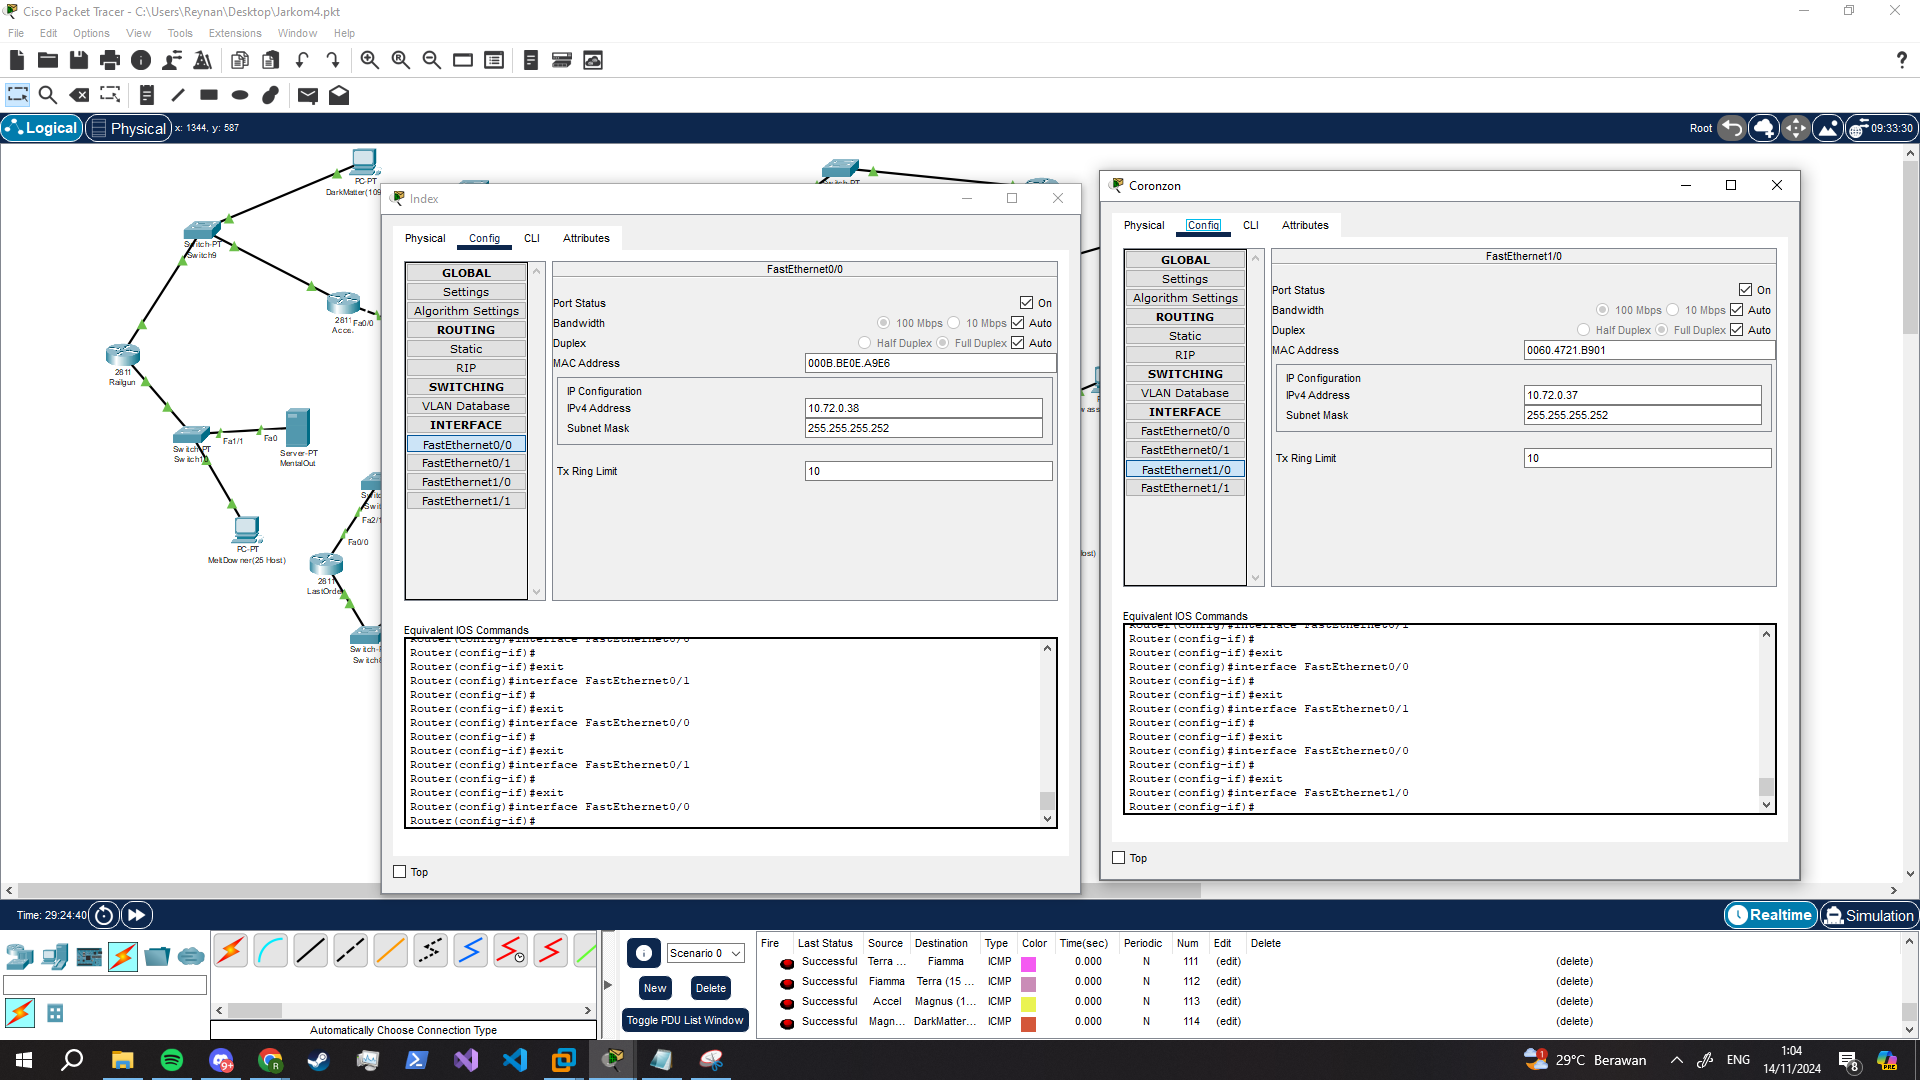 Cisco Packet Tracer - C:\Users\Reynan\Desktop\Jarkom4.pkt
File Edit Options View Tools Extensions Window Help
Logical Physical x: 1344, y: 587 Root 09:33:30
PC-PT
DarkMatter(109
Switch-PT
Switch9
2811
Accel
Fa0/0
2811
Railgun
Switch-PT
Fa1/1
Fa0
Server-PT
MentalOut
PC-PT
MeltDowner(25 Host)
Fa2/1
Fa0/0
2811
LastOrde
Index
Physical Config CLI Attributes
GLOBAL
Settings
Algorithm Settings
ROUTING
Static
RIP
SWITCHING
VLAN Database
INTERFACE
FastEthernet0/0
FastEthernet0/1
FastEthernet1/0
FastEthernet1/1
FastEthernet0/0
Port Status On
Bandwidth 100 Mbps 10 Mbps Auto
Duplex Half Duplex Full Duplex Auto
MAC Address 000B.BE0E.A9E6
IP Configuration
IPv4 Address 10.72.0.38
Subnet Mask 255.255.255.252
Tx Ring Limit 10
Equivalent IOS Commands
Router(config)#interface FastEthernet0/0
Router(config-if)#
Router(config-if)#exit
Router(config)#interface FastEthernet0/1
Router(config-if)#
Router(config-if)#exit
Router(config)#interface FastEthernet0/0
Router(config-if)#
Router(config-if)#exit
Router(config)#interface FastEthernet0/1
Router(config-if)#
Router(config-if)#exit
Router(config)#interface FastEthernet0/0
Router(config-if)#
Top
Coronzon
Physical Config CLI Attributes
GLOBAL
Settings
Algorithm Settings
ROUTING
Static
RIP
SWITCHING
VLAN Database
INTERFACE
FastEthernet0/0
FastEthernet0/1
FastEthernet1/0
FastEthernet1/1
FastEthernet1/0
Port Status On
Bandwidth 100 Mbps 10 Mbps Auto
Duplex Half Duplex Full Duplex Auto
MAC Address 0060.4721.B901
IP Configuration
IPv4 Address 10.72.0.37
Subnet Mask 255.255.255.252
Tx Ring Limit 10
Equivalent IOS Commands
Router(config)#interface FastEthernet0/1
Router(config-if)#
Router(config-if)#exit
Router(config)#interface FastEthernet0/0
Router(config-if)#
Router(config-if)#exit
Router(config)#interface FastEthernet0/1
Router(config-if)#
Router(config-if)#exit
Router(config)#interface FastEthernet0/0
Router(config-if)#
Router(config-if)#exit
Router(config)#interface FastEthernet1/0
Router(config-if)#
Top
Time: 29:24:40 Realtime Simulation
Automatically Choose Connection Type
Scenario 0
New Delete
Toggle PDU List Window
Fire Last Status Source Destination Type Color Time(sec) Periodic Num Edit Delete
Successful Terra ... Fiamma ICMP 0.000 N 111 (edit) (delete)
Successful Fiamma Terra (15 ... ICMP 0.000 N 112 (edit) (delete)
Successful Accel Magnus (1... ICMP 0.000 N 113 (edit) (delete)
Successful Magn... DarkMatter... ICMP 0.000 N 114 (edit) (delete)
29°C Berawan ENG
1:04
14/11/2024
8